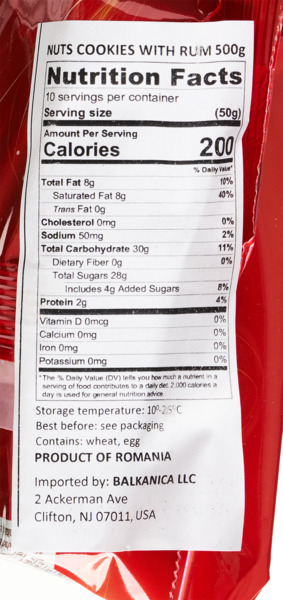 NUTS COOKIES WITH RUM 500g
Nutrition Facts
10 servings per container
Serving size (50g)
Amount Per Serving
Calories 200
% Daily Value*
Total Fat 8g 10%
Saturated Fat 8g 40%
Trans Fat 0g
Cholesterol 0mg 0%
Sodium 50mg 2%
Total Carbohydrate 30g 11%
Dietary Fiber 0g 0%
Total Sugars 28g
Includes 4g Added Sugars 8%
Protein 2g 4%
Vitamin D 0mcg 0%
Calcium 0mg 0%
Iron 0mg 0%
Potassium 0mg 0%
*The % Daily Value (DV) tells you how much a nutrient in a
serving of food contributes to a daily diet. 2,000 calories a
day is used for general nutrition advice.
Storage temperature: 10⁰-25⁰C
Best before: see packaging
Contains: wheat, egg
PRODUCT OF ROMANIA
Imported by: BALKANICA LLC
2 Ackerman Ave
Clifton, NJ 07011, USA